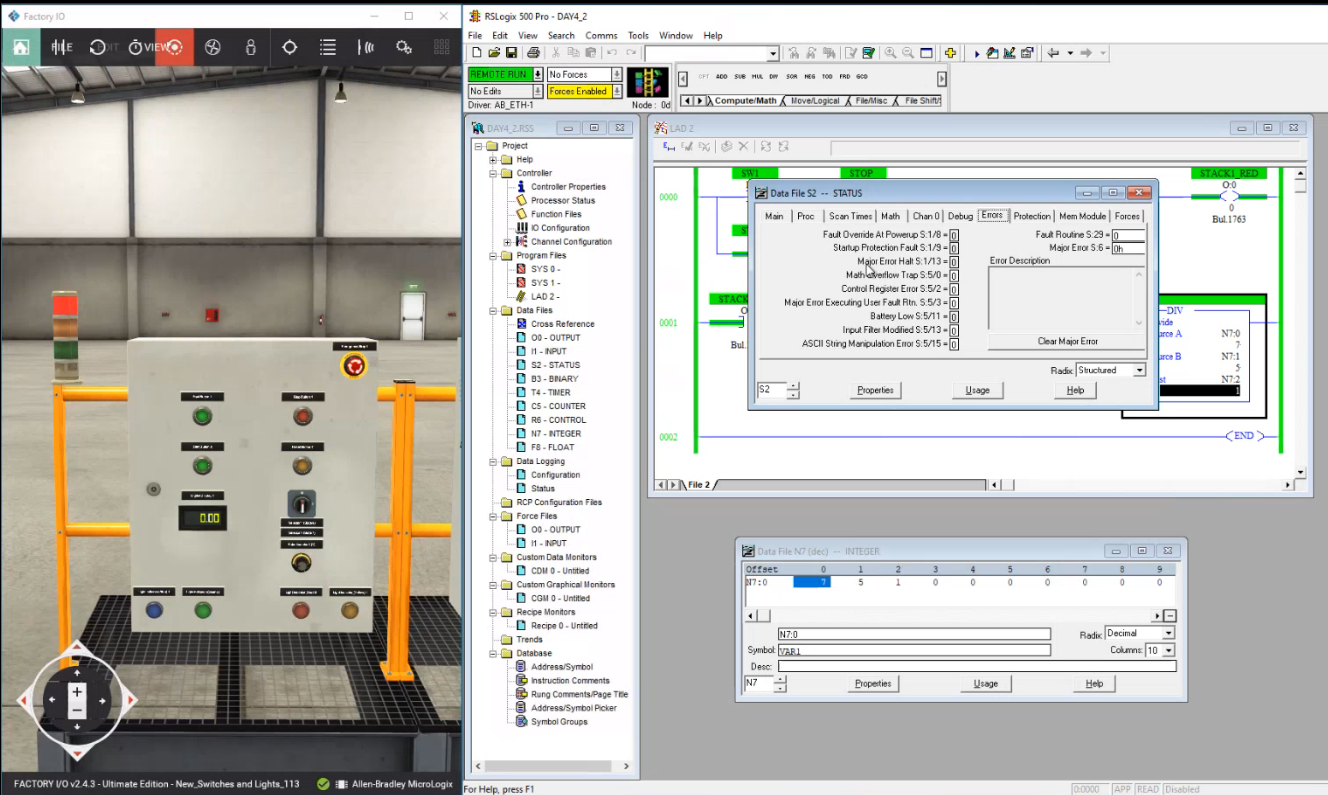 Factory IO
FILE
EDIT
VIEW
0.00
FACTORY I/O v2.4.3 - Ultimate Edition - New_Switches and Lights_113
Allen-Bradley MicroLogix
RSLogix 500 Pro - DAY4_2
File Edit View Search Comms Tools Window Help
REMOTE RUN
No Forces
No Edits
Forces Enabled
Driver: AB_ETH-1
Node : 0d
ADD SUB MUL DIV SQR NEG TOD FRD GCD
Compute/Math
Move/Logical
File/Misc
File Shift/
DAY4_2.RSS
Project
Help
Controller
Controller Properties
Processor Status
Function Files
IO Configuration
Channel Configuration
Program Files
SYS 0 -
SYS 1 -
LAD 2 -
Data Files
Cross Reference
O0 - OUTPUT
I1 - INPUT
S2 - STATUS
B3 - BINARY
T4 - TIMER
C5 - COUNTER
R6 - CONTROL
N7 - INTEGER
F8 - FLOAT
Data Logging
Configuration
Status
RCP Configuration Files
Force Files
O0 - OUTPUT
I1 - INPUT
Custom Data Monitors
CDM 0 - Untitled
Custom Graphical Monitors
CGM 0 - Untitled
Recipe Monitors
Recipe 0 - Untitled
Trends
Database
Address/Symbol
Instruction Comments
Rung Comments/Page Title
Address/Symbol Picker
Symbol Groups
LAD 2
SW1
STOP
STACK1_RED
0000
O:0
0
Bul.1763
STACK
0001
Bul.
DIV
N7:0
7
N7:1
5
N7:2
1
0002
END
File 2
Data File S2 -- STATUS
Main Proc Scan Times Math Chan 0 Debug Errors Protection Mem Module Forces
Fault Override At Powerup S:1/8 = 0
Startup Protection Fault S:1/9 = 0
Major Error Halt S:1/13 = 0
Math Overflow Trap S:5/0 = 0
Control Register Error S:5/2 = 0
Major Error Executing User Fault Rtn. S:5/3 = 0
Battery Low S:5/11 = 0
Input Filter Modified S:5/13 = 0
ASCII String Manipulation Error S:5/15 = 0
Fault Routine S:29 = 0
Major Error S:6 = 0h
Error Description
Clear Major Error
Radix: Structured
S2
Properties
Usage
Help
Data File N7 (dec) -- INTEGER
Offset 0 1 2 3 4 5 6 7 8 9
N7:0 7 5 1 0 0 0 0 0 0 0
N7:0
Radix: Decimal
Symbol: VAR1
Columns: 10
Desc:
N7
Properties
Usage
Help
For Help, press F1
0:0000
APP
READ
Disabled